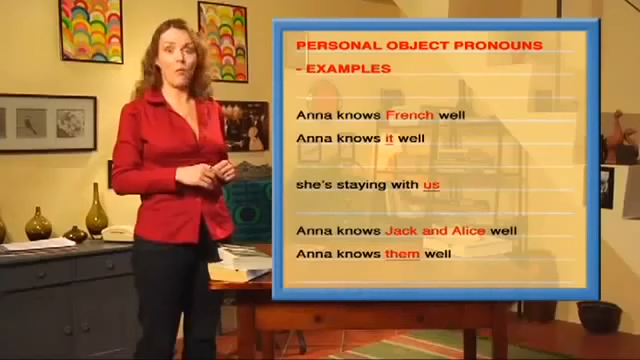 PERSONAL OBJECT PRONOUNS
- EXAMPLES
Anna knows French well
Anna knows it well
she's staying with us
Anna knows Jack and Alice well
Anna knows them well